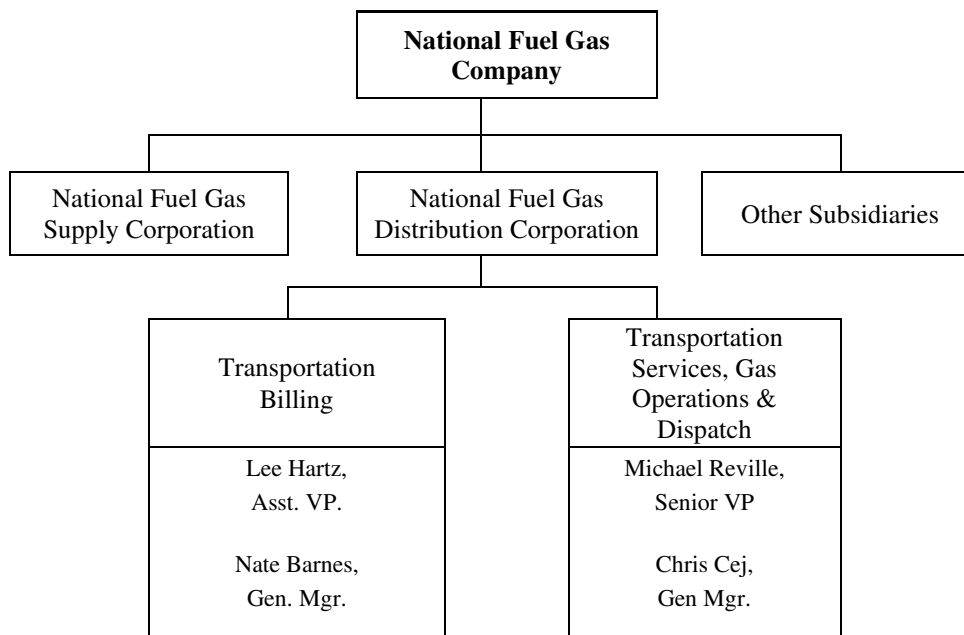 National Fuel Gas
Company
National Fuel Gas
Supply Corporation
National Fuel Gas
Distribution Corporation
Other Subsidiaries
Transportation
Billing
Transportation
Services, Gas
Operations &
Dispatch
Lee Hartz,
Asst. VP.
Nate Barnes,
Gen. Mgr.
Michael Reville,
Senior VP
Chris Cej,
Gen Mgr.